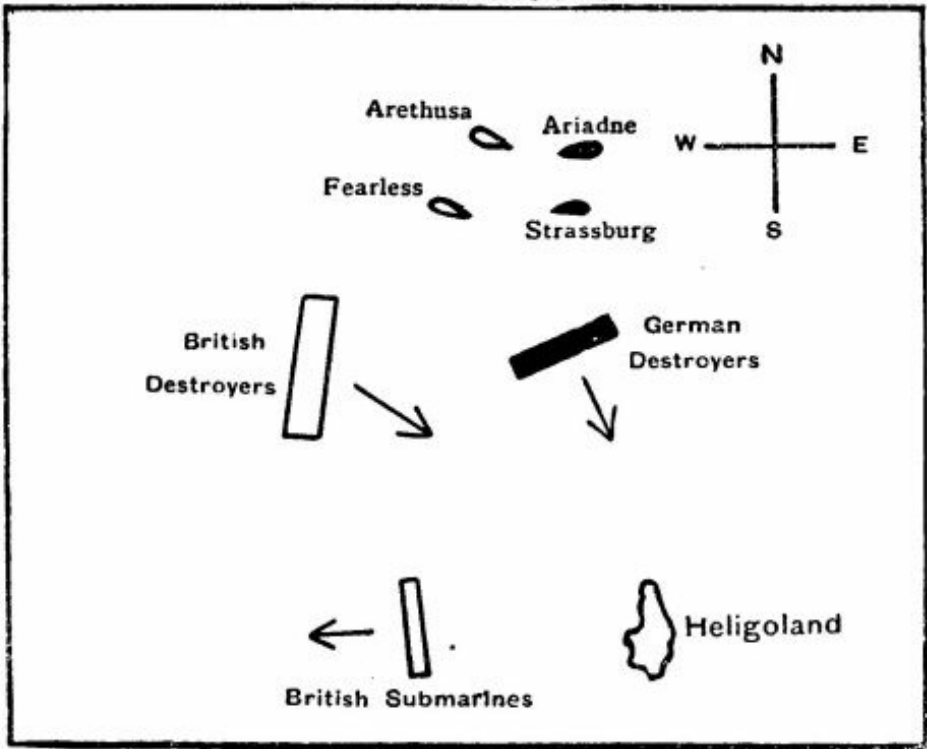 N
Arethusa
Ariadne
W
E
Fearless
Strassburg
S
British
Destroyers
German
Destroyers
Heligoland
British Submarines